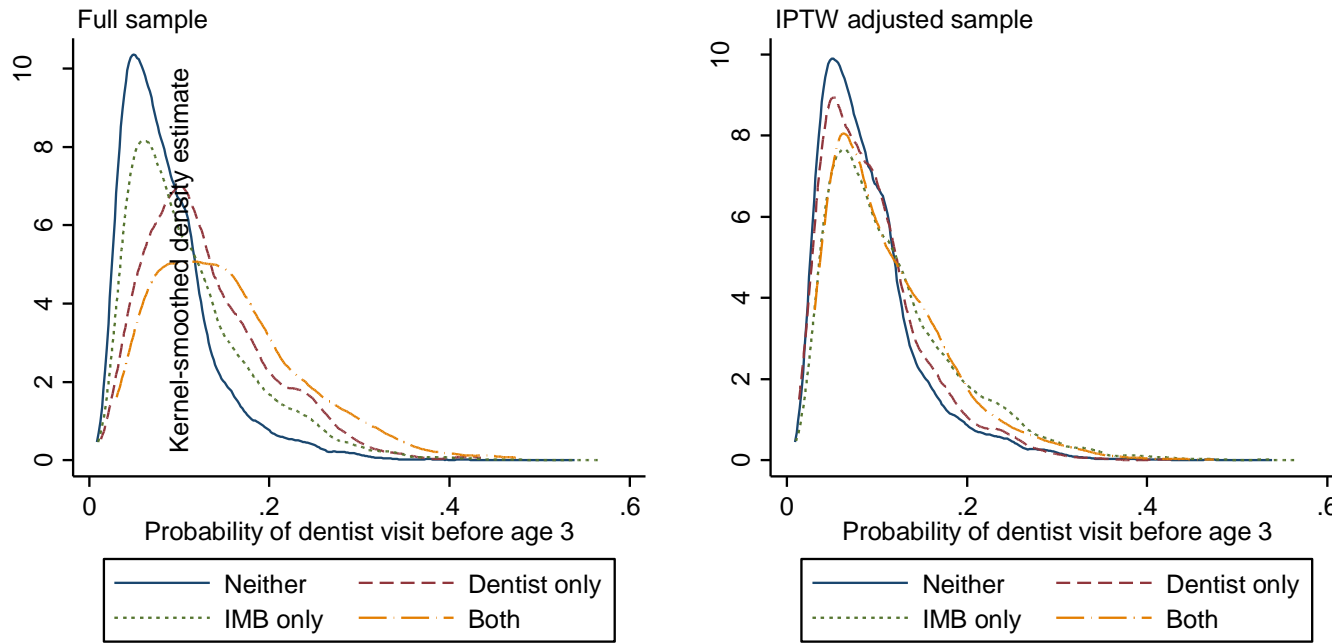 Full sample
Kernel-smoothed density estimate
10
8
6
4
2
0
0 .2 .4 .6
Probability of dentist visit before age 3
Neither Dentist only
IMB only Both
IPTW adjusted sample
10
8
6
4
2
0
0 .2 .4 .6
Probability of dentist visit before age 3
Neither Dentist only
IMB only Both